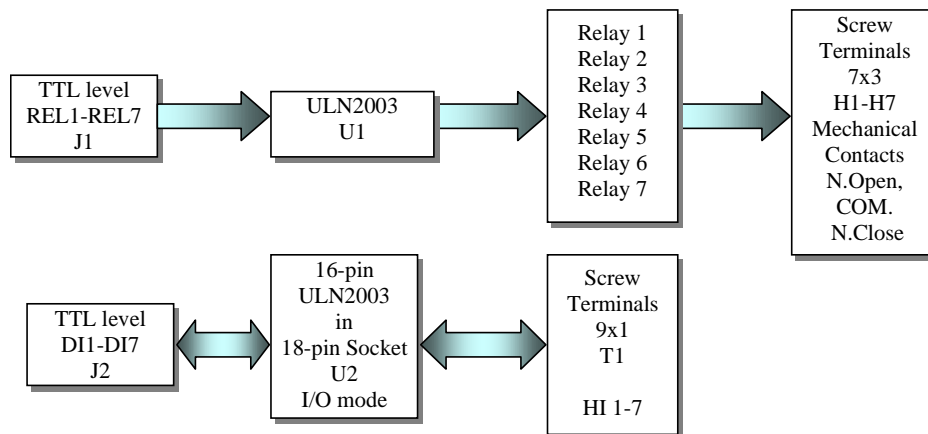 TTL level
REL1-REL7
J1
ULN2003
U1
Relay 1
Relay 2
Relay 3
Relay 4
Relay 5
Relay 6
Relay 7
Screw
Terminals
7x3
H1-H7
Mechanical
Contacts
N.Open,
COM.
N.Close
TTL level
DI1-DI7
J2
16-pin
ULN2003
in
18-pin Socket
U2
I/O mode
Screw
Terminals
9x1
T1
HI 1-7